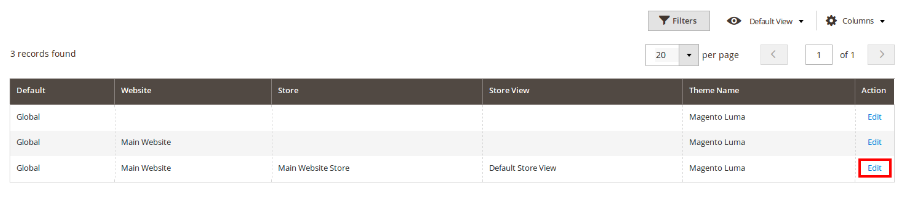 Filters Default View Columns
3 records found 20 per page 1 of 1
Default Website Store Store View Theme Name Action
Global Magento Luma Edit
Global Main Website Magento Luma Edit
Global Main Website Main Website Store Default Store View Magento Luma Edit